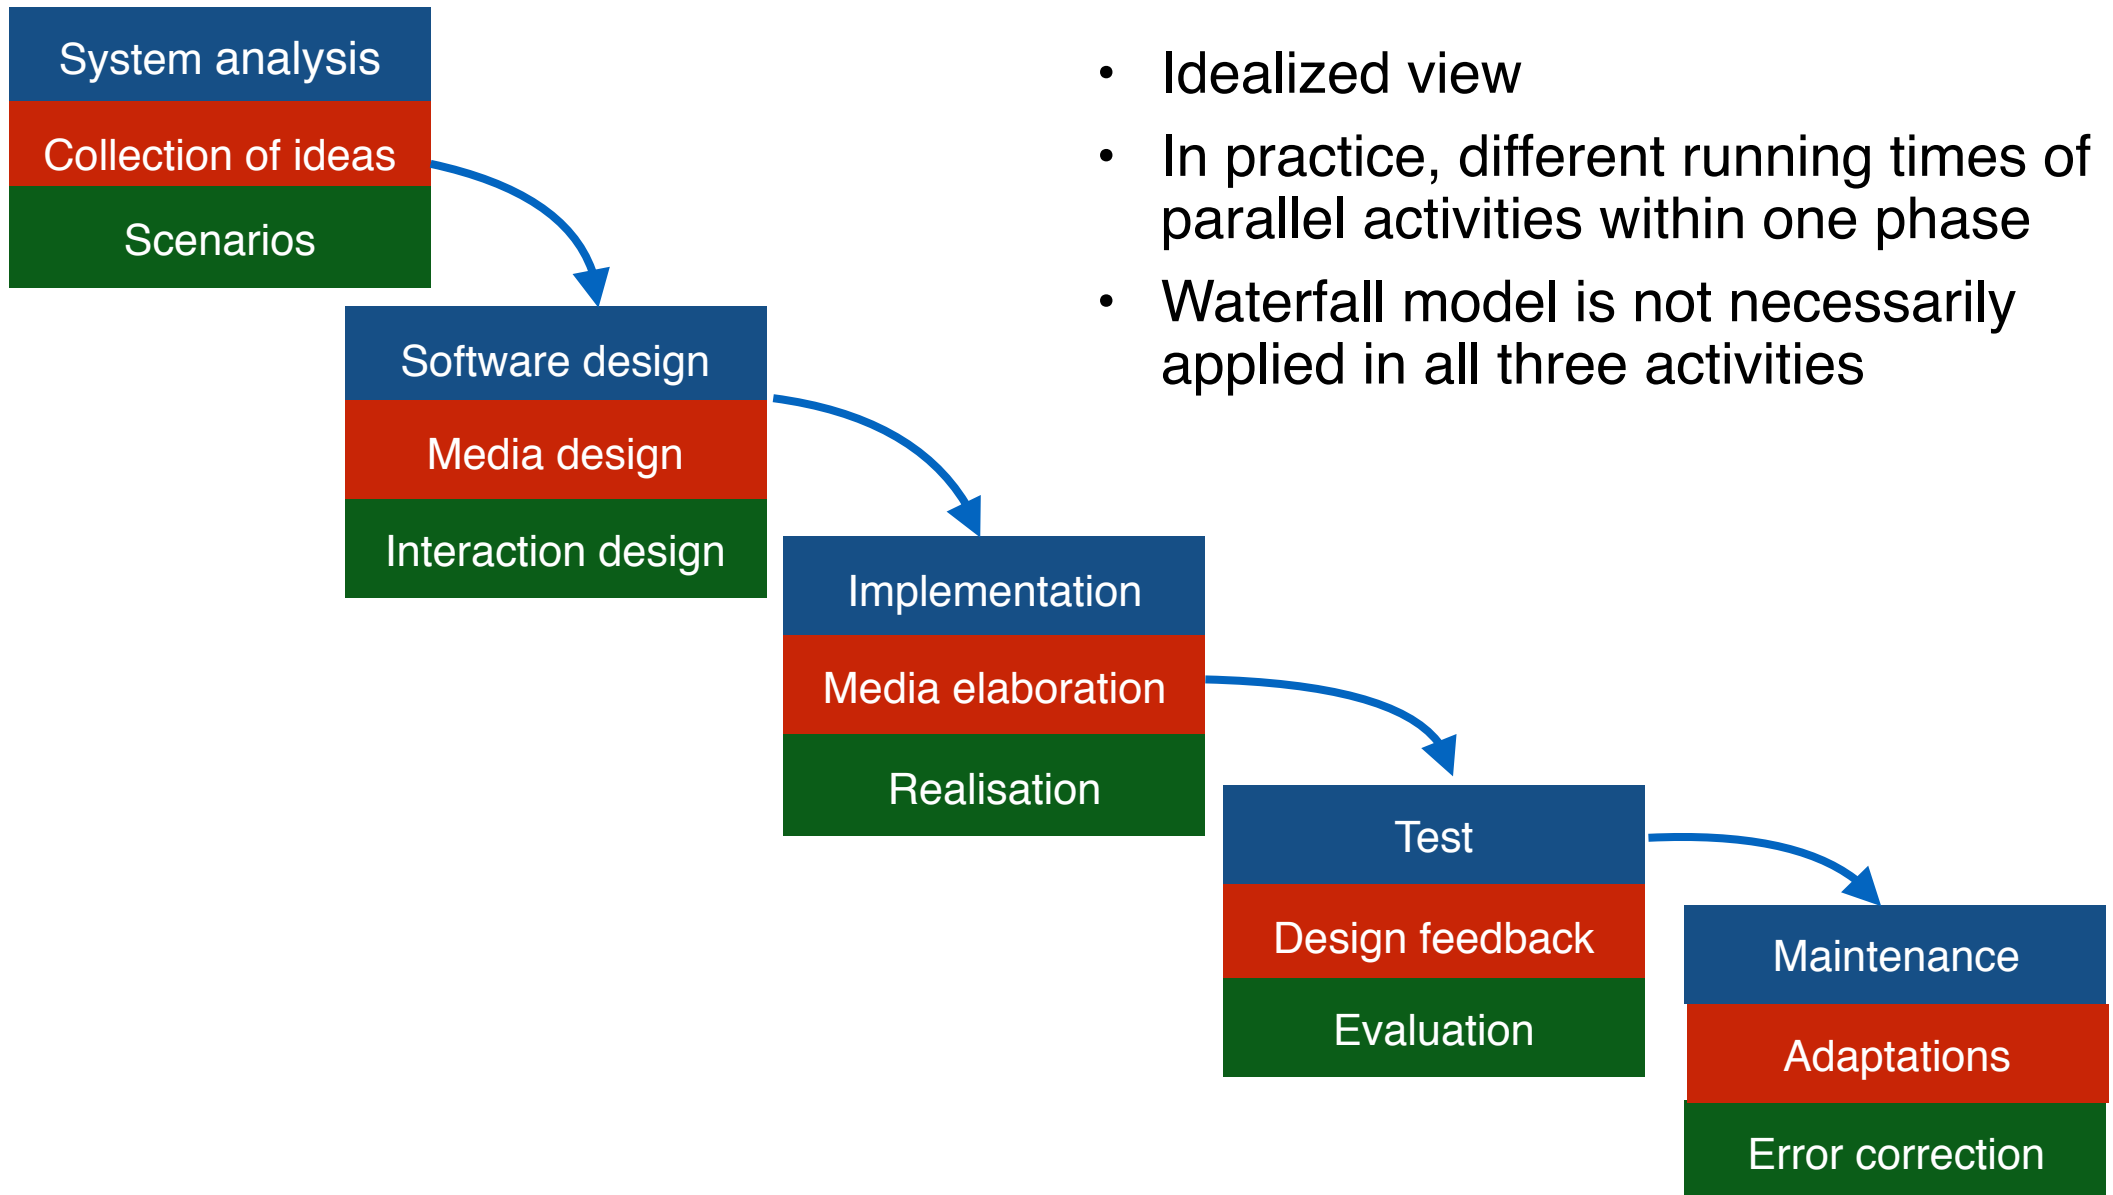 System analysis
Collection of ideas
Scenarios
• Idealized view
• In practice, different running times of
parallel activities within one phase
• Waterfall model is not necessarily
applied in all three activities
Software design
Media design
Interaction design
Implementation
Media elaboration
Realisation
Test
Design feedback
Evaluation
Maintenance
Adaptations
Error correction